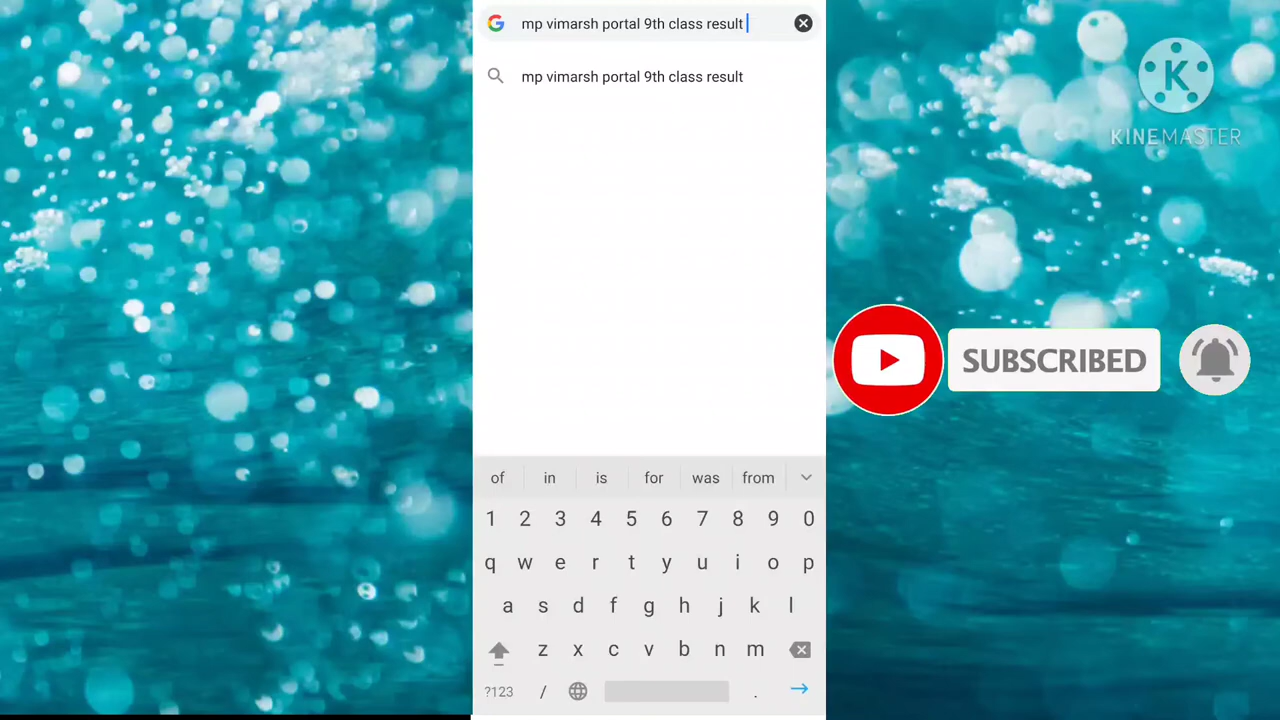 mp vimarsh portal 9th class result
mp vimarsh portal 9th class result
K
KINEMASTER
SUBSCRIBED
of in is for was from
1 2 3 4 5 6 7 8 9 0
q w e r t y u i o p
a s d f g h j k l
z x c v b n m
?123 / .